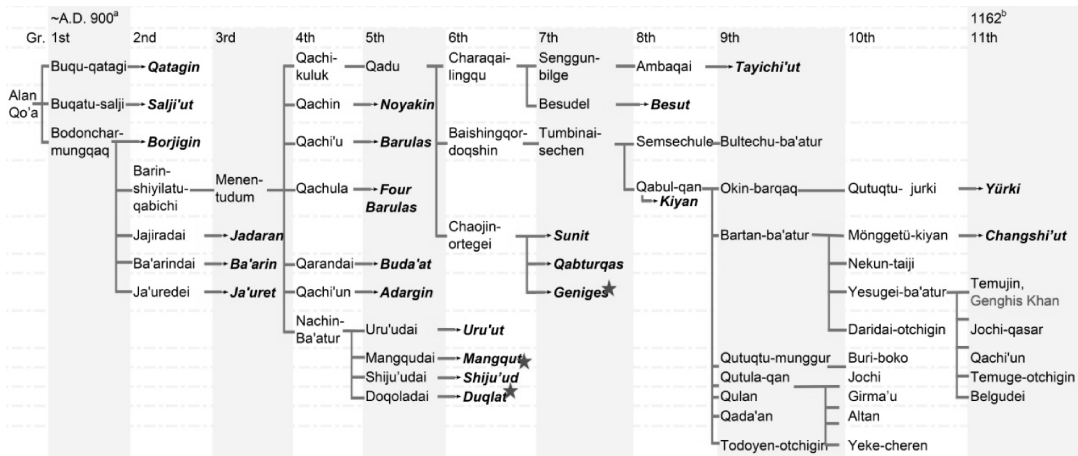 ~A.D. 900a 1162b
Gr. 1st 2nd 3rd 4th 5th 6th 7th 8th 9th 10th 11th
Alan Qo'a
Buqu-qatagi Qatagin
Buqatu-salji Salji'ut
Bodonchar-mungqaq Borjigin
Barin-shiyilatu-qabichi Menen-tudum
Jajiradai Jadaran
Ba'arindai Ba'arin
Ja'uredei Ja'uret
Qachi-kuluk Qadu
Qachin Noyakin
Qachi'u Barulas
Qachula Four Barulas
Qarandai Buda'at
Qachi'un Adargin
Nachin-Ba'atur
Uru'udai Uru'ut
Mangqudai Mangqut
Shiju'udai Shiju'ud
Doqoladai Duqlat
Charaqai-lingqu
Senggun-bilge Ambaqai Tayichi'ut
Besudel Besut
Baishingqor-doqshin Tumbinai-sechen
Semsechule Bultechu-ba'atur
Qabul-qan Kiyan
Chaojin-ortegei
Sunit
Qabturqas
Geniges
Okin-barqaq Qutuqtu- jurki Yürki
Bartan-ba'atur Mönggetü-kiyan Changshi'ut
Nekun-taiji
Yesugei-ba'atur
Daridai-otchigin
Temujin,
Genghis Khan
Jochi-qasar
Qachi'un
Temuge-otchigin
Belgudei
Qutuqtu-munggur Buri-boko
Qutula-qan Jochi
Qulan Girma'u
Qada'an Altan
Todoyen-otchigin Yeke-cheren